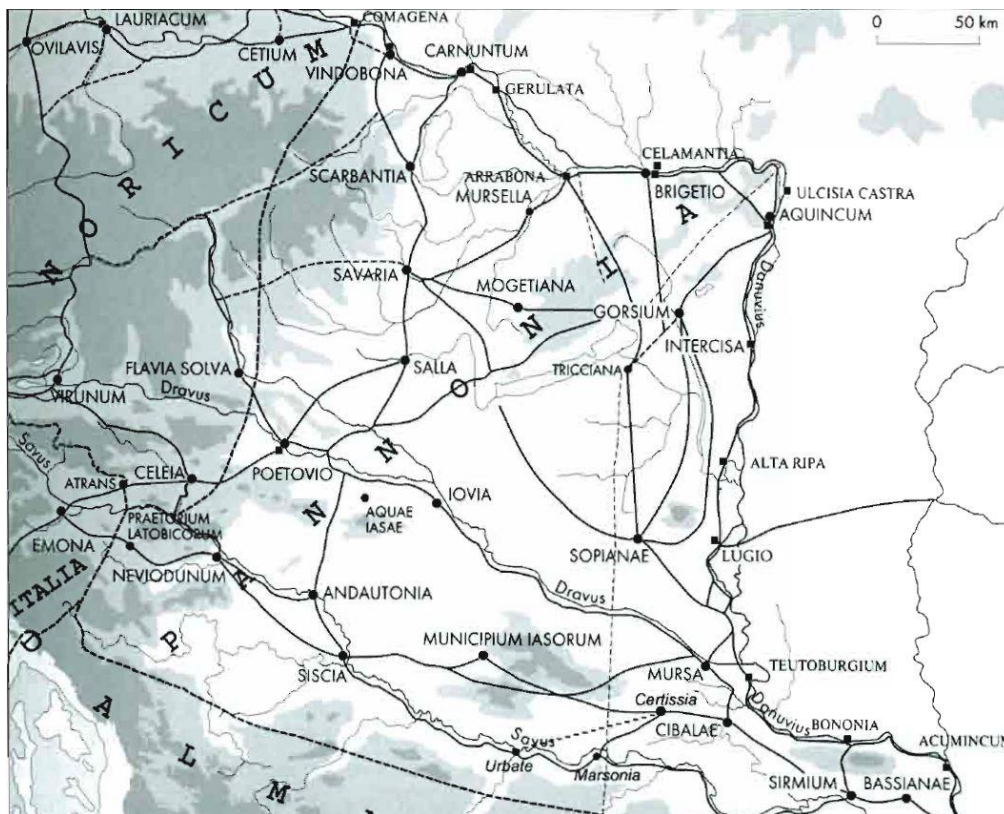 LAURIACUM
COMAGENA
0 50 km
OVILAVIS
CETIUM
CARNUNTUM
VINDOBONA
GERULATA
NORICUM
CELAMANTIA
SCARBANTIA
ARRABONA
BRIGETIO
ULCISIA CASTRA
MURSELLA
AQUINCUM
SAVARIA
MOGETIANA
Danuvius
GORSIUM
INTERCISA
PANNONIA
FLAVIA SOLVA
SALLA
TRICCIANA
VIRUNUM
Dravus
Savus
CELEIA
POETOVIO
ALTA RIPA
ATRANS
AQUAE
IASAE
IOVIA
PRAETORIUM
LATOBICORUM
EMONA
SOPIANAE
LUGIO
NEVIODUNUM
ITALIA
ANDAUTONIA
Dravus
MUNICIPIUM IASORUM
SISCIA
MURSA
TEUTOBURGIUM
Certissia
Danuvius
CIBALAE
BONONIA
Savus
ACUMINCUM
Urbate
Marsonia
SIRMIUM
BASSIANAE
DALM